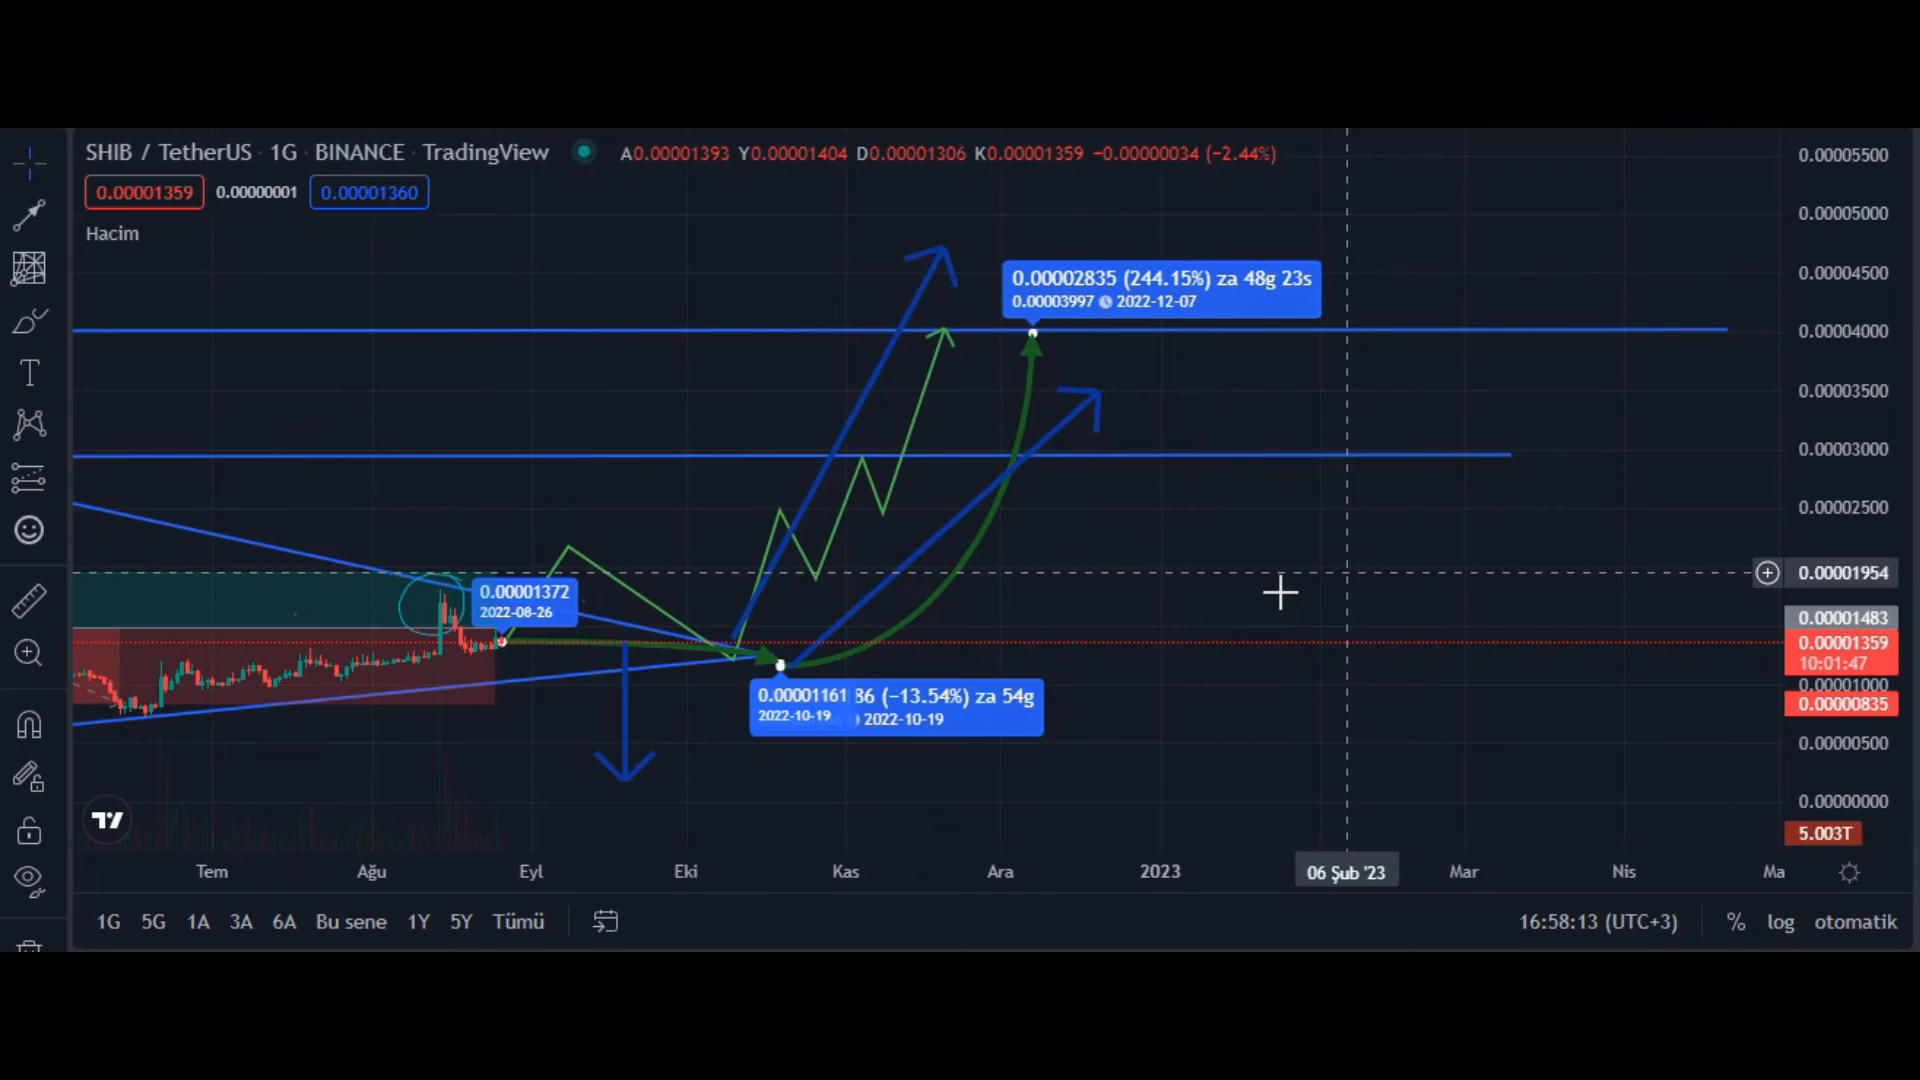 SHIB / TetherUS · 1G · BINANCE · TradingView
A0.00001393 Y0.00001404 D0.00001306 K0.00001359 −0.00000034 (−2.44%)
0.00001359 0.00000001 0.00001360
Hacim
0.00002835 (244.15%) za 48g 23s
0.00003997 2022-12-07
0.00001372
2022-08-26
0.00001161 86 (−13.54%) za 54g
2022-10-19 2022-10-19
0.00005500
0.00005000
0.00004500
0.00004000
0.00003500
0.00003000
0.00002500
0.00001954
0.00001483
0.00001359
10:01:47
0.00001000
0.00000835
0.00000500
0.00000000
5.003T
Tem Ağu Eyl Eki Kas Ara 2023 06 Şub '23 Mar Nis Ma
1G 5G 1A 3A 6A Bu sene 1Y 5Y Tümü 16:58:13 (UTC+3) % log otomatik